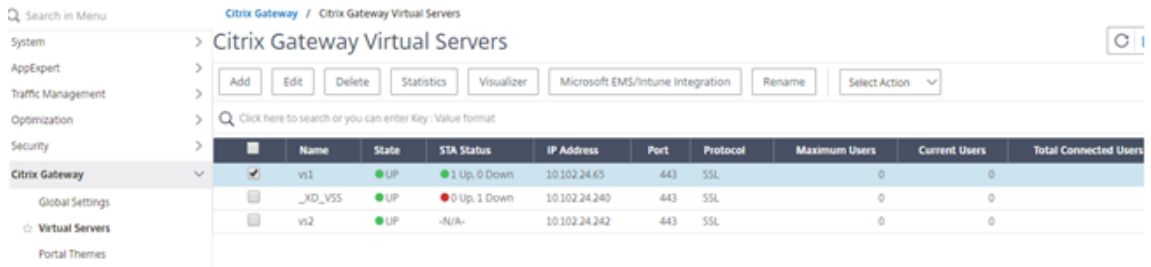 Search in Menu
System
AppExpert
Traffic Management
Optimization
Security
Citrix Gateway
Global Settings
Virtual Servers
Portal Themes
Citrix Gateway / Citrix Gateway Virtual Servers
Citrix Gateway Virtual Servers
Add Edit Delete Statistics Visualizer Microsoft EMS/Intune Integration Rename Select Action
Click here to search or you can enter Key : Value format
Name State STA Status IP Address Port Protocol Maximum Users Current Users Total Connected Users
vs1 UP 1 Up, 0 Down 10.102.24.65 443 SSL 0 0
_XD_VSS UP 0 Up, 1 Down 10.102.24.240 443 SSL 0 0
vs2 UP -N/A- 10.102.24.242 443 SSL 0 0